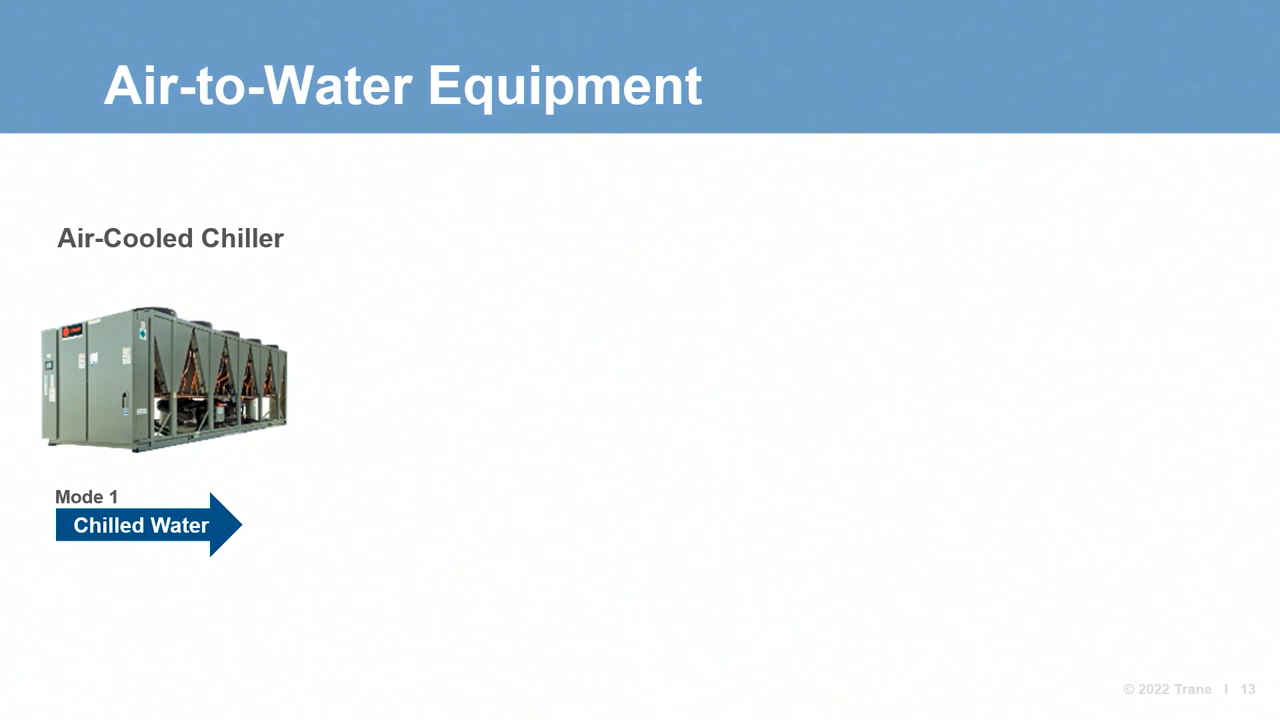 Air-to-Water Equipment
Air-Cooled Chiller
Mode 1
Chilled Water
© 2022 Trane I 13